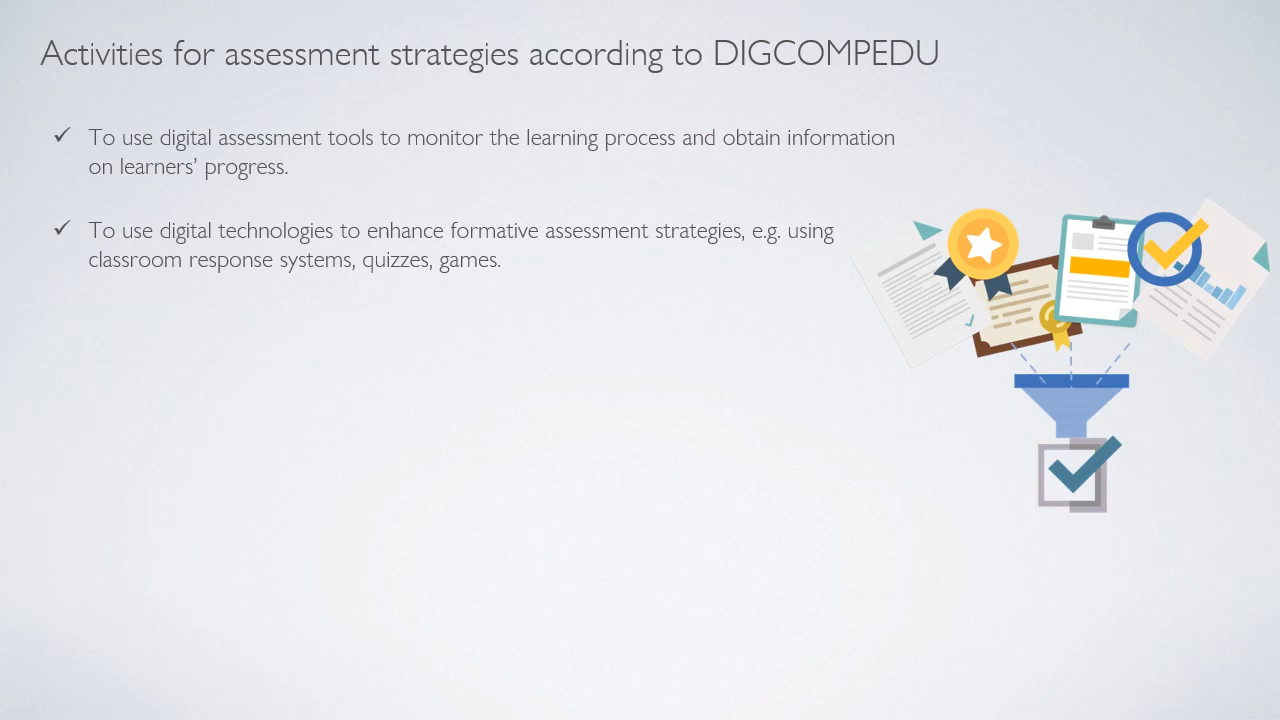 Activities for assessment strategies according to DIGCOMPEDU
✓ To use digital assessment tools to monitor the learning process and obtain information
on learners’ progress.
✓ To use digital technologies to enhance formative assessment strategies, e.g. using
classroom response systems, quizzes, games.